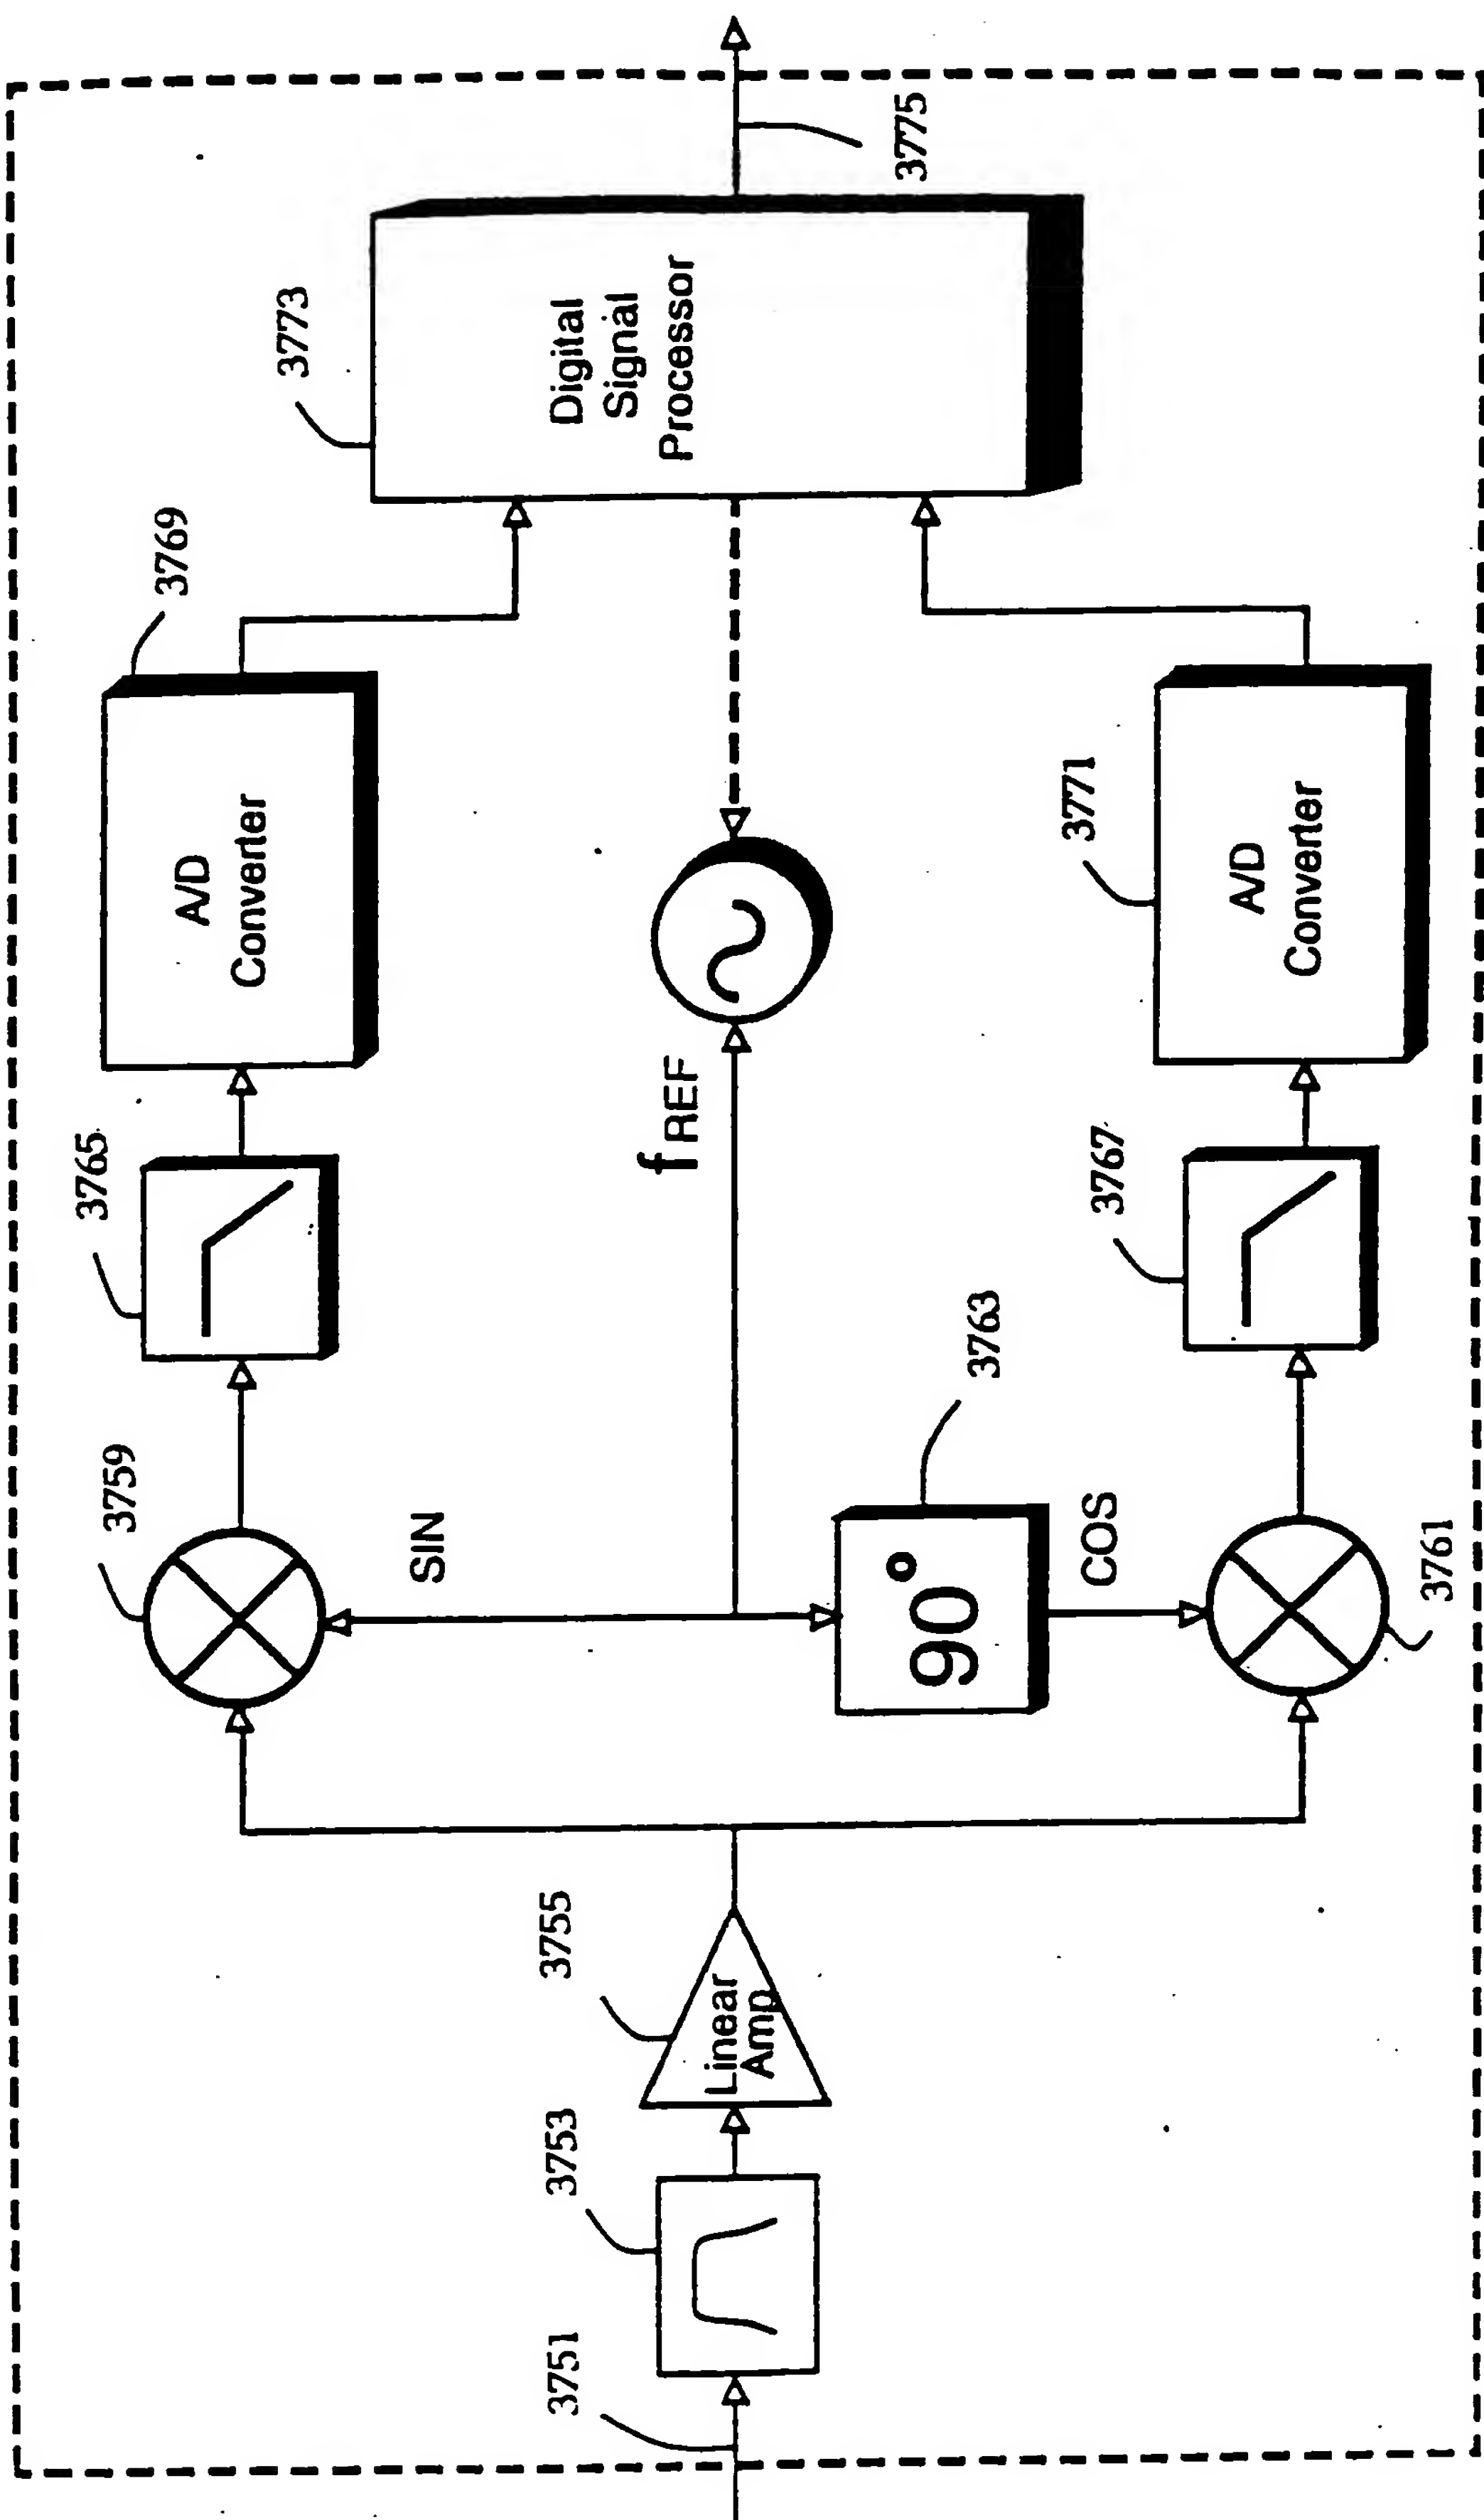 3751
3753
3755
Linear
Amp
3759
SIN
3763
90°
COS
3761
3765
f REF
3767
3769
A/D
Converter
3771
A/D
Converter
3773
Digital
Signal
Processor
3775